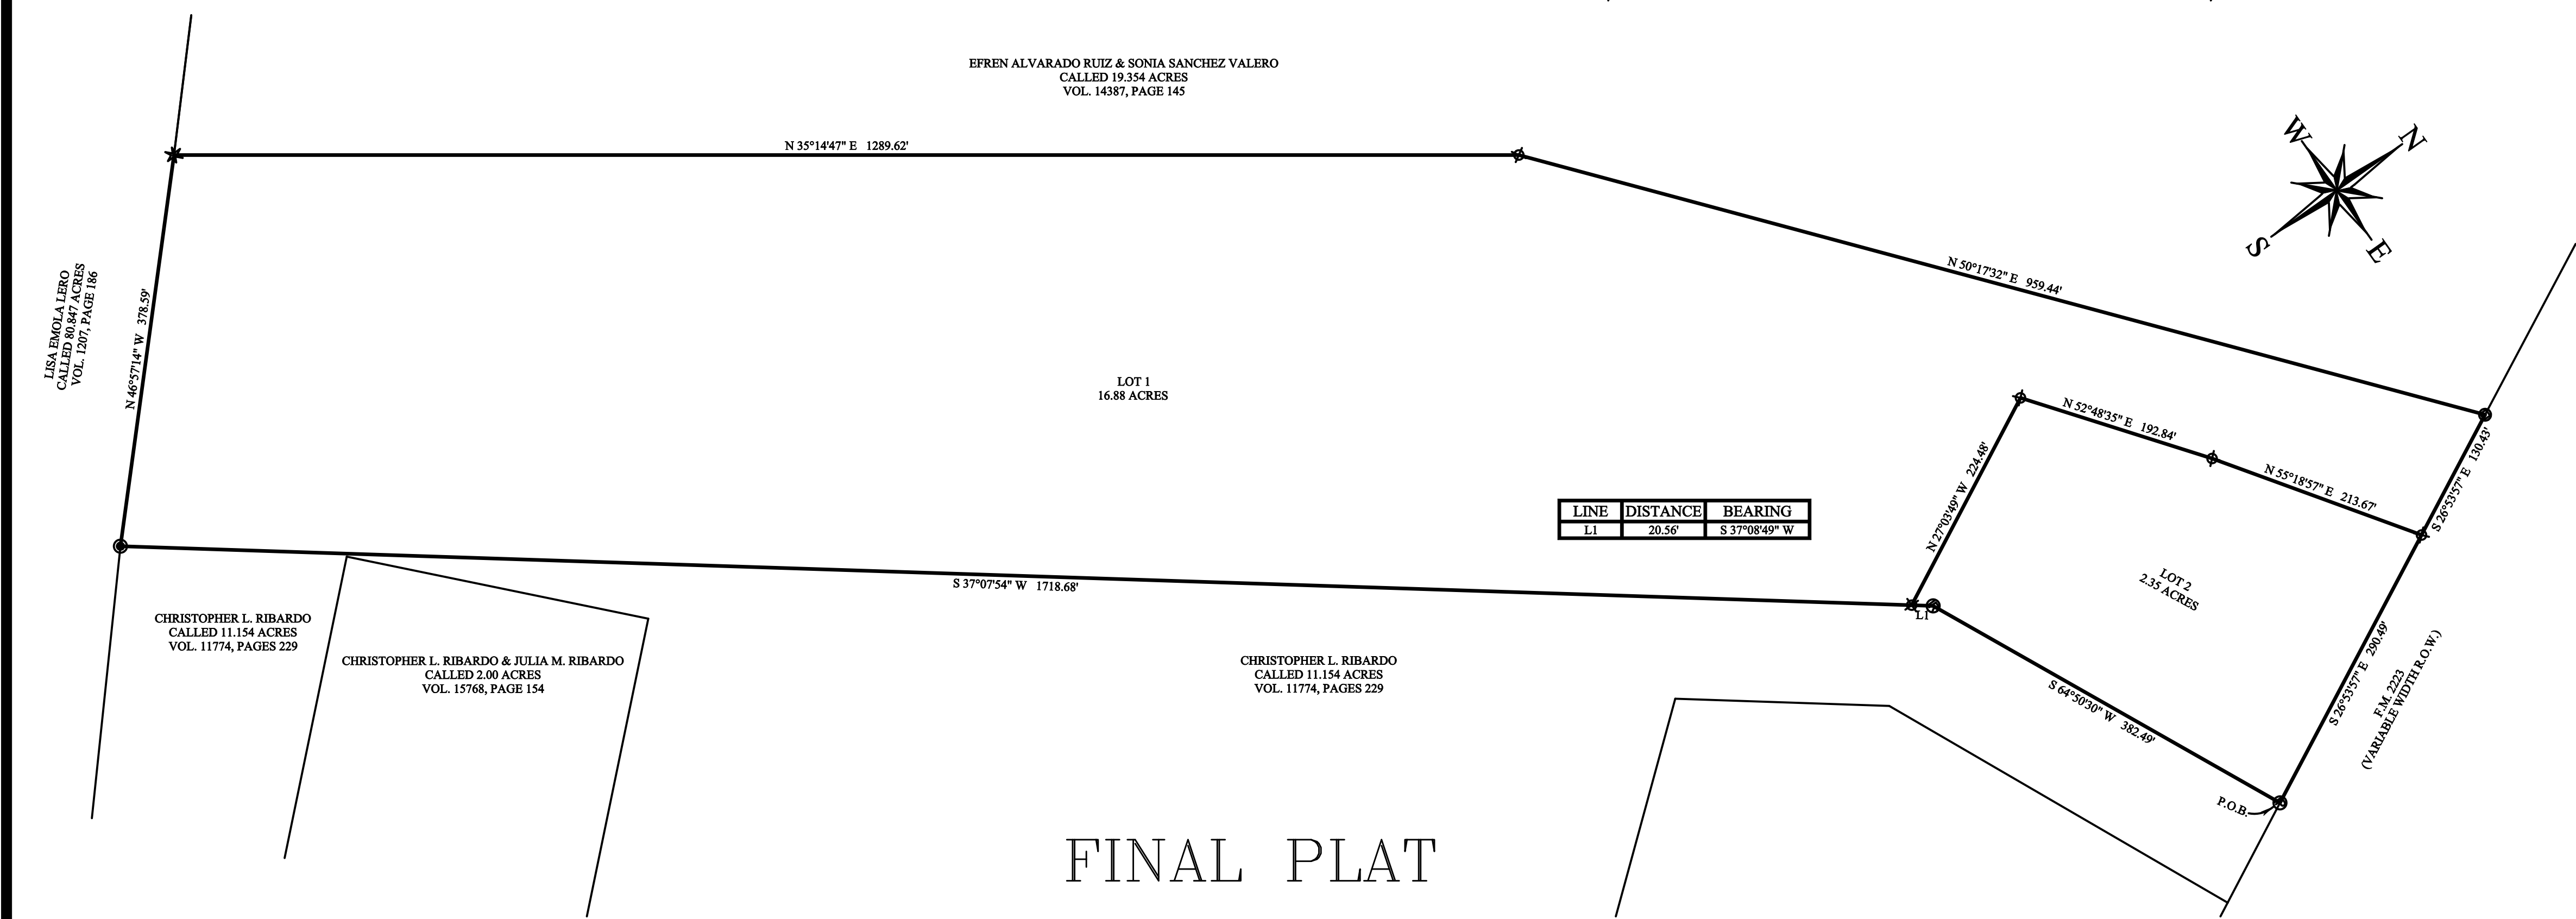 EFREN ALVARADO RUIZ & SONIA SANCHEZ VALERO
CALLED 19.354 ACRES
VOL. 14387, PAGE 145
N 35°14'47" E 1289.62'
W
N
S
E
N 50°17'32" E 959.44'
LISA EMOLA LERO
CALLED 80.847 ACRES
VOL. 1207, PAGE 186
N 46°57'14" W 378.59'
LOT 1
16.88 ACRES
N 52°48'35" E 192.84'
N 55°18'57" E 213.67'
S 26°53'57" E 130.43'
N 27°03'49" W 224.48'
LINE DISTANCE BEARING
L1 20.56' S 37°08'49" W
LOT 2
2.35 ACRES
S 37°07'54" W 1718.68'
L1
S 64°50'30" W 382.49'
S 26°53'57" E 290.49'
F.M. 2223
(VARIABLE WIDTH R.O.W.)
CHRISTOPHER L. RIBARDO
CALLED 11.154 ACRES
VOL. 11774, PAGES 229
CHRISTOPHER L. RIBARDO & JULIA M. RIBARDO
CALLED 2.00 ACRES
VOL. 15768, PAGE 154
CHRISTOPHER L. RIBARDO
CALLED 11.154 ACRES
VOL. 11774, PAGES 229
P.O.B.
FINAL PLAT